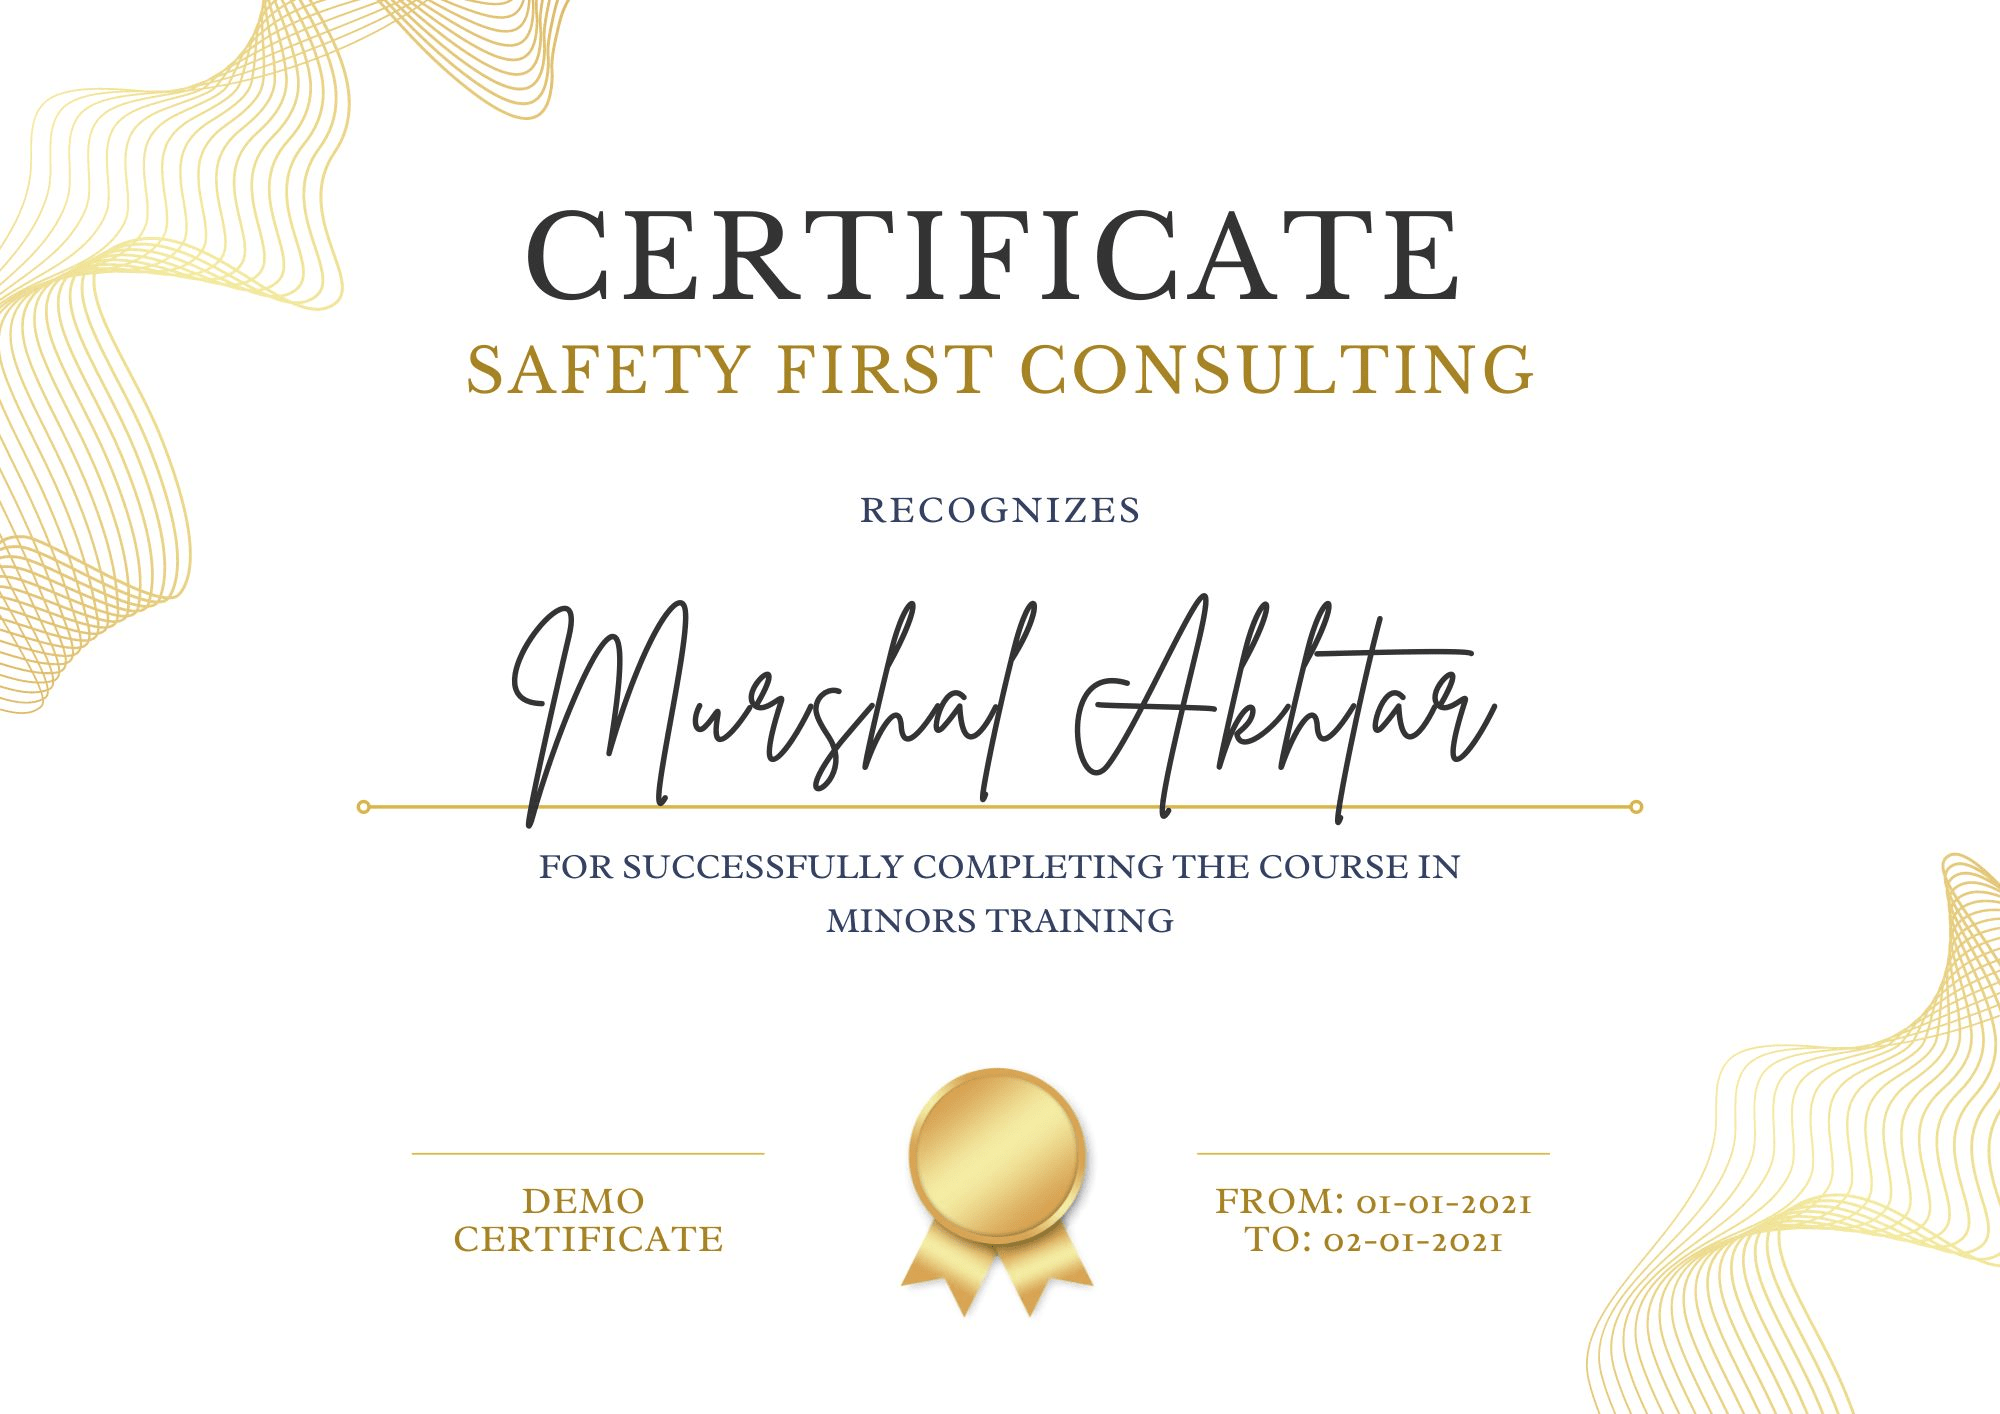 CERTIFICATE
SAFETY FIRST CONSULTING
RECOGNIZES
Murshal Akhtar
FOR SUCCESSFULLY COMPLETING THE COURSE IN
MINORS TRAINING
DEMO
CERTIFICATE
FROM: 01-01-2021
TO: 02-01-2021